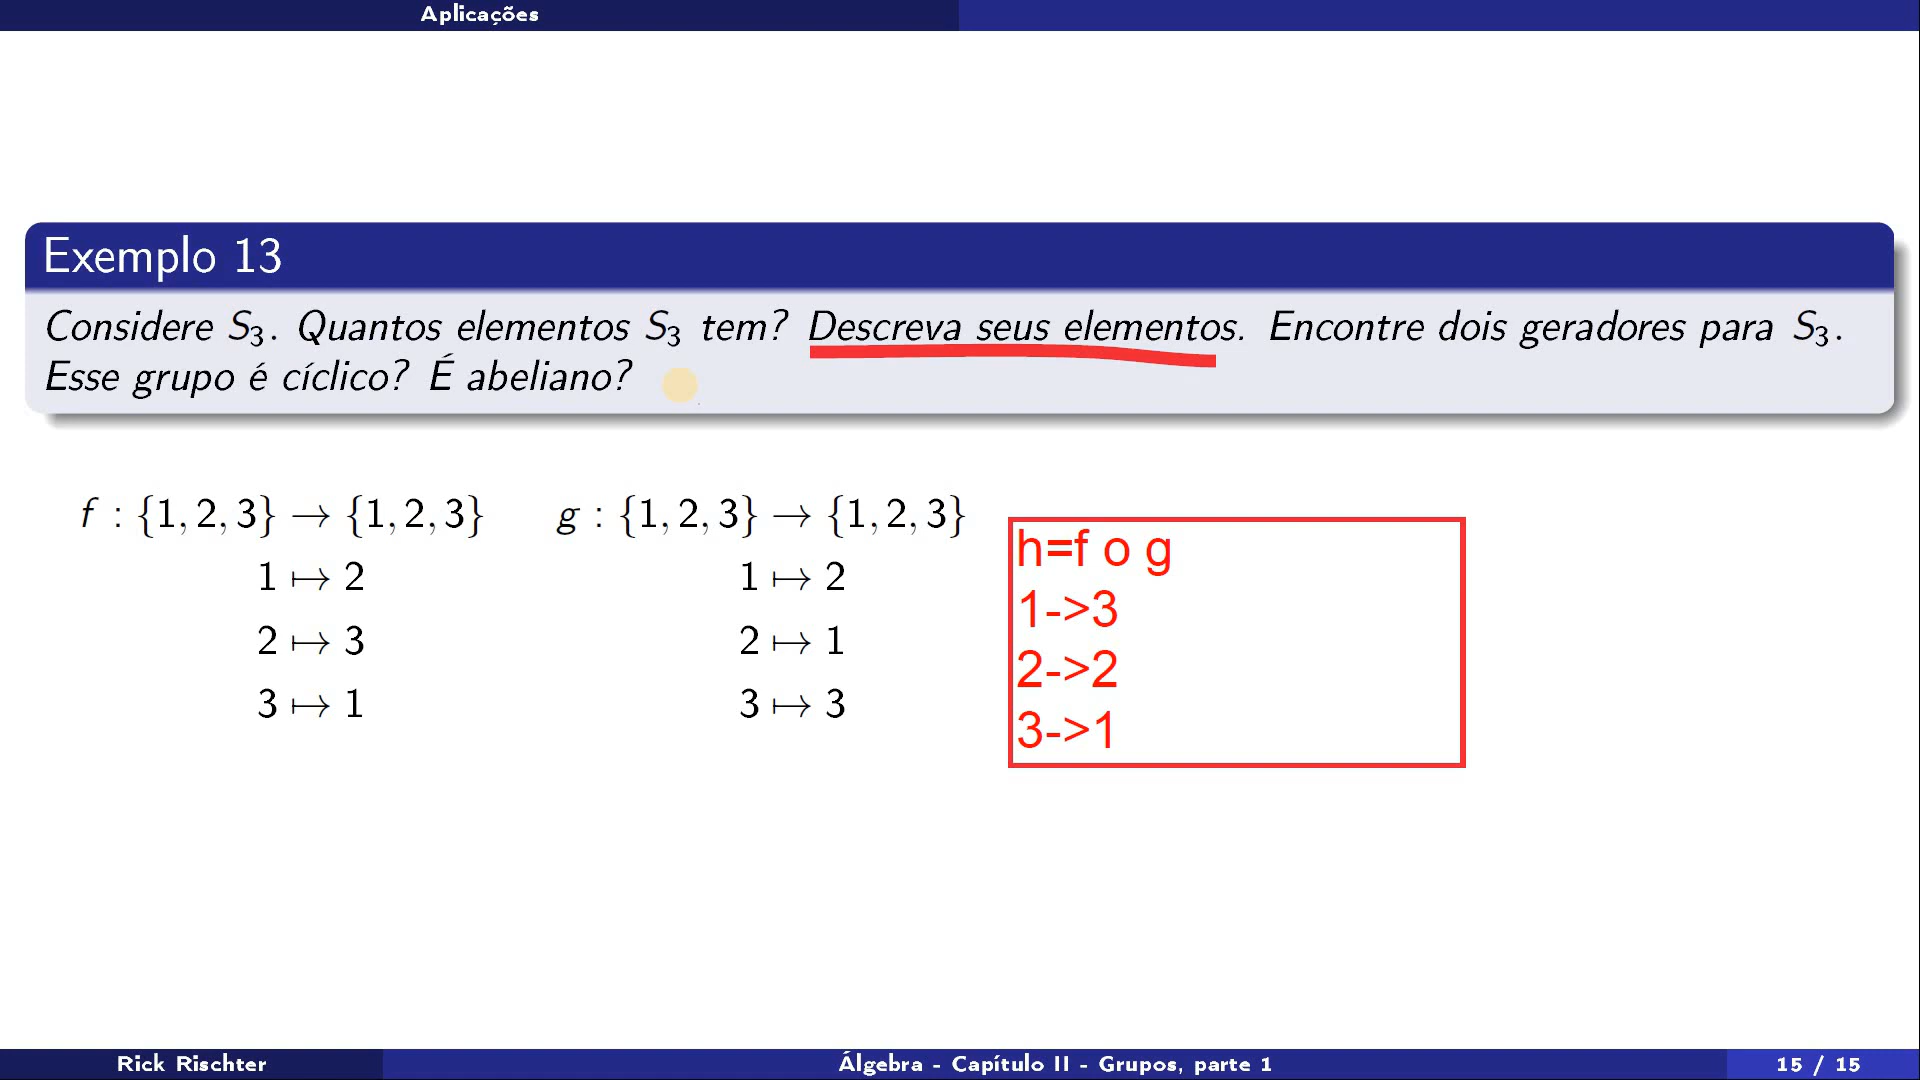 Aplicações
Exemplo 13
Considere S₃. Quantos elementos S₃ tem? Descreva seus elementos. Encontre dois geradores para S₃.
Esse grupo é cíclico? É abeliano?
f : {1, 2, 3} → {1, 2, 3}
1 ↦ 2
2 ↦ 3
3 ↦ 1
g : {1, 2, 3} → {1, 2, 3}
1 ↦ 2
2 ↦ 1
3 ↦ 3
h=f o g
1->3
2->2
3->1
Rick Rischter
Álgebra - Capítulo II - Grupos, parte 1
15 / 15